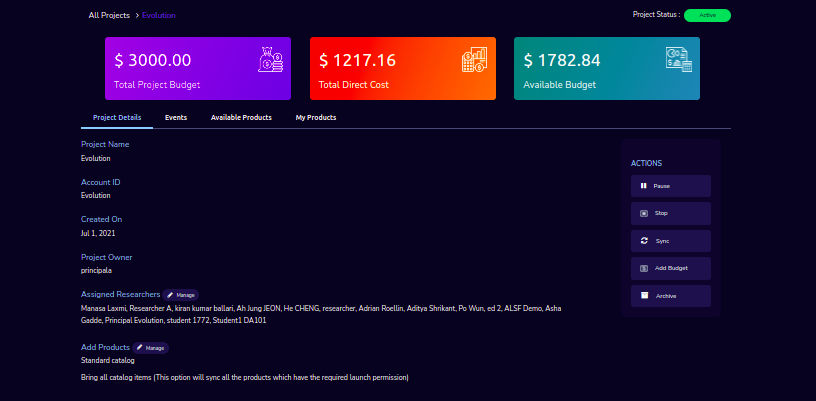 All Projects > Evolution
Project Status : Active
$ 3000.00
Total Project Budget
$ 1217.16
Total Direct Cost
$ 1782.84
Available Budget
Project Details Events Available Products My Products
Project Name
Evolution
Account ID
Evolution
Created On
Jul 1, 2021
Project Owner
principala
Assigned Researchers Manage
Manasa Laxmi, Researcher A, kiran kumar ballari, Ah Jung JEON, He CHENG, researcher, Adrian Roellin, Aditya Shrikant, Po Wun, ed 2, ALSF Demo, Asha
Gadde, Principal Evolution, student 1772, Student1 DA101
Add Products Manage
Standard catalog
Bring all catalog items (This option will sync all the products which have the required launch permission)
ACTIONS
Pause
Stop
Sync
Add Budget
Archive